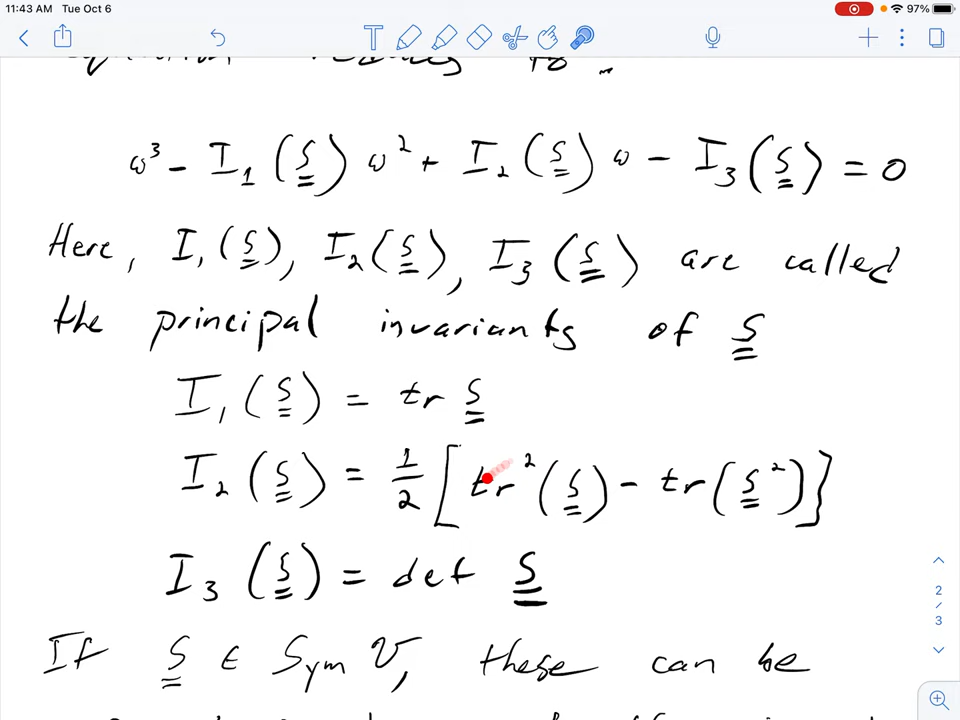 11:43 AM Tue Oct 6
97%
to
ω³ - I₁(S) ω² + I₂(S) ω - I₃(S) = 0
Here, I₁(S), I₂(S), I₃(S) are called
the principal invariants of S
I₁(S) = tr S
I₂(S) = 1/2 [tr²(S) - tr(S²)]
I₃(S) = def S
2
/
3
If S ∈ Sym V, these can be